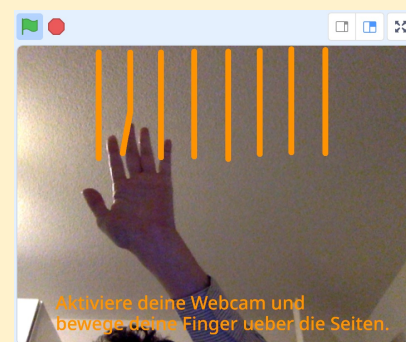 Aktiviere deine Webcam und
bewege deine Finger ueber die Seiten.